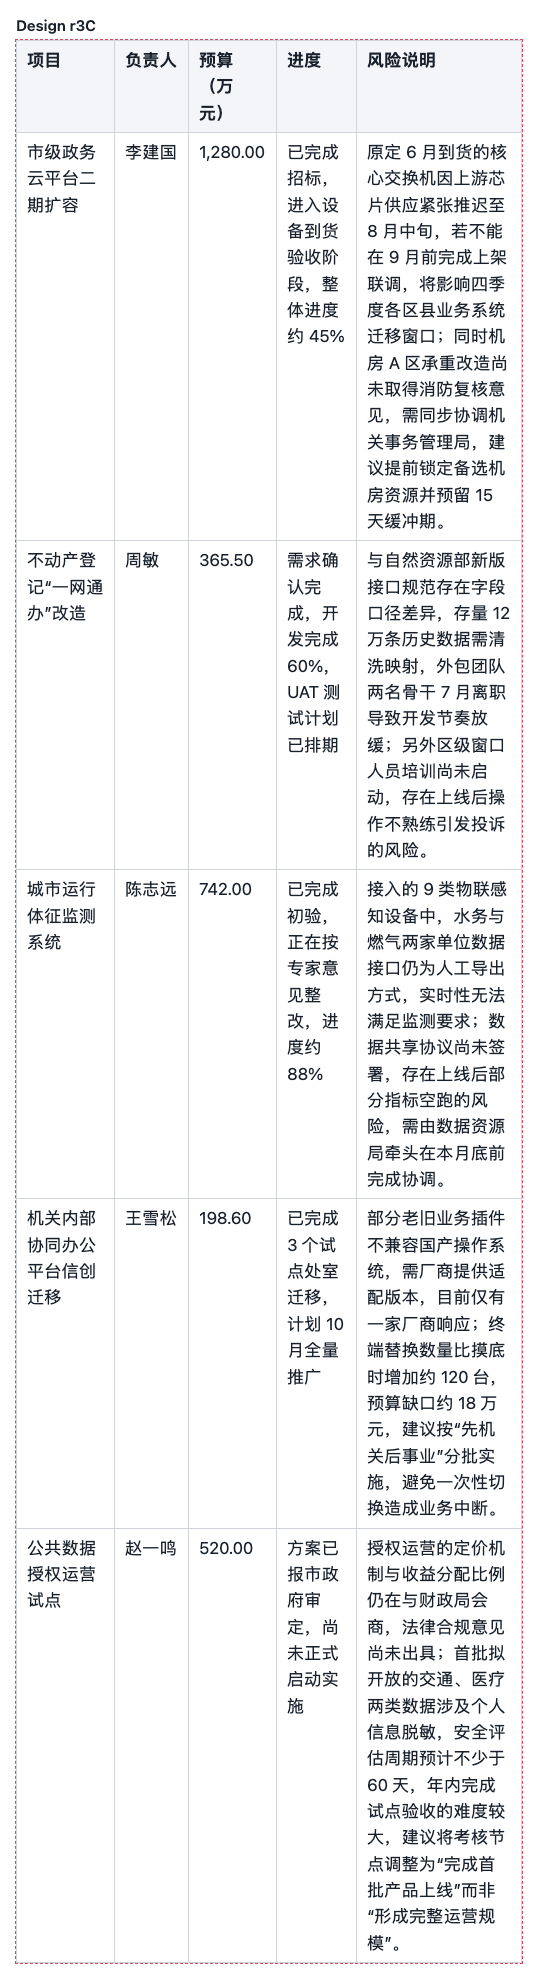 Design r3C
项目
负责人
预算
（万
元）
进度
风险说明
市级政务
云平台二
期扩容
李建国
1,280.00
已完成
招标，
进入设
备到货
验收阶
段，整
体进度
约 45%
原定 6 月到货的核
心交换机因上游芯
片供应紧张推迟至
8 月中旬，若不能
在 9 月前完成上架
联调，将影响四季
度各区县业务系统
迁移窗口；同时机
房 A 区承重改造尚
未取得消防复核意
见，需同步协调机
关事务管理局，建
议提前锁定备选机
房资源并预留 15
天缓冲期。
不动产登
记“一网通
办”改造
周敏
365.50
需求确
认完
成，开
发完成
60%，
UAT 测
试计划
已排期
与自然资源部新版
接口规范存在字段
口径差异，存量 12
万条历史数据需清
洗映射，外包团队
两名骨干 7 月离职
导致开发节奏放
缓；另外区级窗口
人员培训尚未启
动，存在上线后操
作不熟练引发投诉
的风险。
城市运行
体征监测
系统
陈志远
742.00
已完成
初验，
正在按
专家意
见整
改，进
度约
88%
接入的 9 类物联感
知设备中，水务与
燃气两家单位数据
接口仍为人工导出
方式，实时性无法
满足监测要求；数
据共享协议尚未签
署，存在上线后部
分指标空跑的风
险，需由数据资源
局牵头在本月底前
完成协调。
机关内部
协同办公
平台信创
迁移
王雪松
198.60
已完成
3 个试
点处室
迁移，
计划 10
月全量
推广
部分老旧业务插件
不兼容国产操作系
统，需厂商提供适
配版本，目前仅有
一家厂商响应；终
端替换数量比摸底
时增加约 120 台，
预算缺口约 18 万
元，建议按“先机
关后事业”分批实
施，避免一次性切
换造成业务中断。
公共数据
授权运营
试点
赵一鸣
520.00
方案已
报市政
府审
定，尚
未正式
启动实
施
授权运营的定价机
制与收益分配比例
仍在与财政局会
商，法律合规意见
尚未出具；首批拟
开放的交通、医疗
两类数据涉及个人
信息脱敏，安全评
估周期预计不少于
60 天，年内完成
试点验收的难度较
大，建议将考核节
点调整为“完成首
批产品上线”而非
“形成完整运营规
模”。